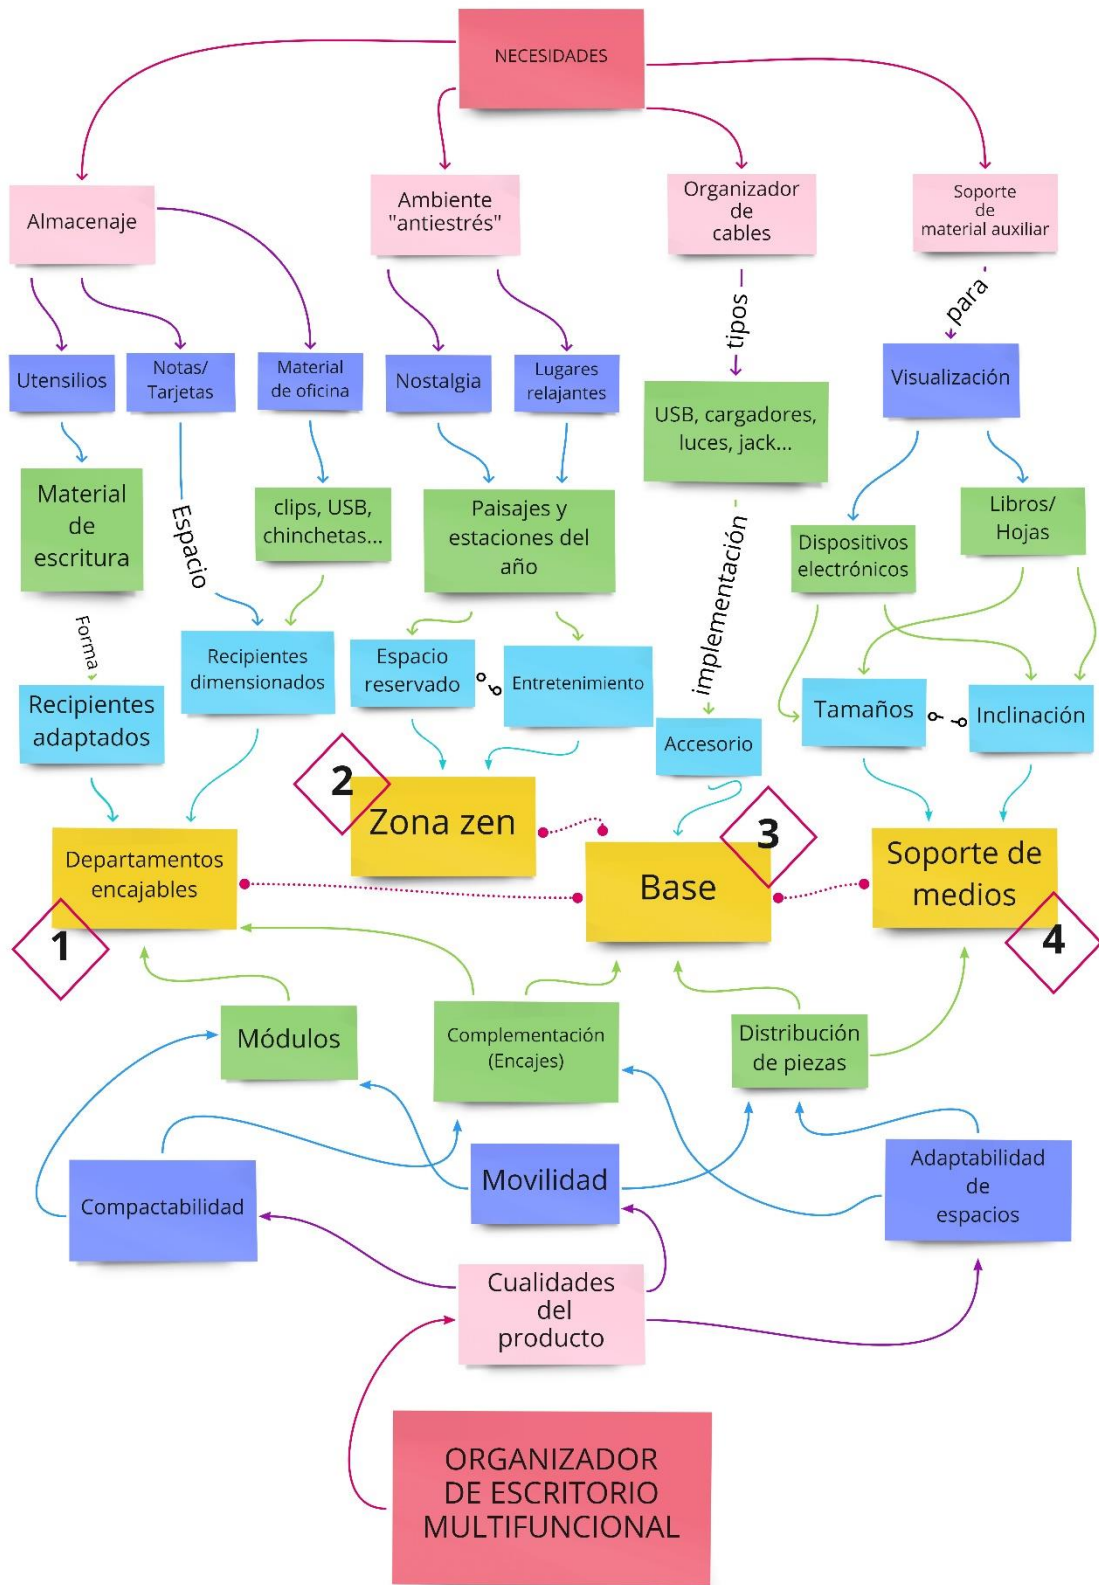 NECESIDADES
Almacenaje
Ambiente
"antiestrés"
Organizador
de
cables
Soporte
de
material auxiliar
tipos
para
Utensilios
Notas/
Tarjetas
Material
de oficina
Nostalgia
Lugares
relajantes
USB, cargadores,
luces, jack...
Visualización
Material
de
escritura
Espacio
clips, USB,
chinchetas...
Paisajes y
estaciones del
año
implementación
Dispositivos
electrónicos
Libros/
Hojas
Forma
Recipientes
adaptados
Recipientes
dimensionados
Espacio
reservado
Entretenimiento
Accesorio
Tamaños
Inclinación
2
Zona zen
3
Departamentos
encajables
1
Base
Soporte de
medios
4
Módulos
Complementación
(Encajes)
Distribución
de piezas
Compactabilidad
Movilidad
Adaptabilidad
de
espacios
Cualidades
del
producto
ORGANIZADOR
DE ESCRITORIO
MULTIFUNCIONAL